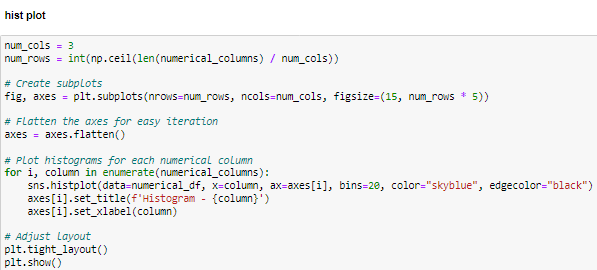 hist plot
num_cols = 3
num_rows = int(np.ceil(len(numerical_columns) / num_cols))
# Create subplots
fig, axes = plt.subplots(nrows=num_rows, ncols=num_cols, figsize=(15, num_rows * 5))
# Flatten the axes for easy iteration
axes = axes.flatten()
# Plot histograms for each numerical column
for i, column in enumerate(numerical_columns):
    sns.histplot(data=numerical_df, x=column, ax=axes[i], bins=20, color="skyblue", edgecolor="black")
    axes[i].set_title(f'Histogram - {column}')
    axes[i].set_xlabel(column)
# Adjust layout
plt.tight_layout()
plt.show()